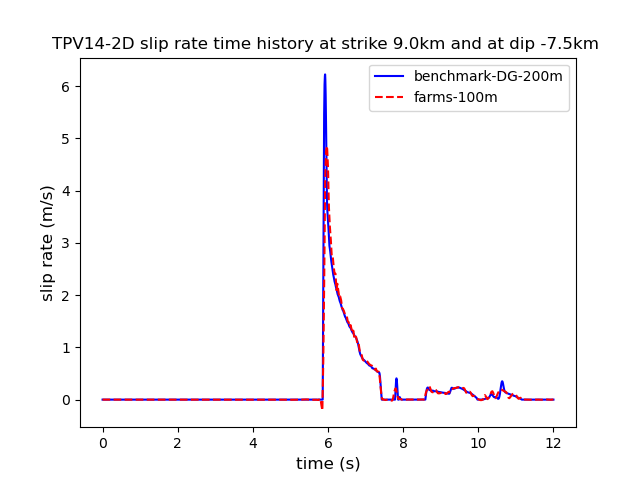 TPV14-2D slip rate time history at strike 9.0km and at dip -7.5km
benchmark-DG-200m
farms-100m
slip rate (m/s)
6
5
4
3
2
1
0
0 2 4 6 8 10 12
time (s)